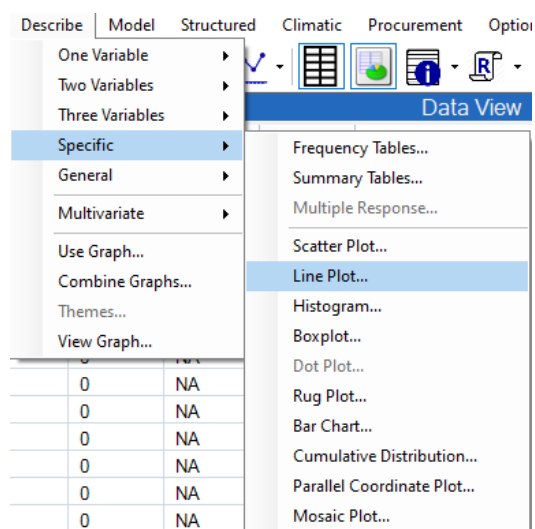 Describe Model Structured Climatic Procurement Option
One Variable
Two Variables
Three Variables
Specific
General
Multivariate
Use Graph...
Combine Graphs...
Themes...
View Graph...
R
Data View
Frequency Tables...
Summary Tables...
Multiple Response...
Scatter Plot...
Line Plot...
Histogram...
Boxplot...
Dot Plot...
Rug Plot...
Bar Chart...
Cumulative Distribution...
Parallel Coordinate Plot...
Mosaic Plot...
0 NA
0 NA
0 NA
0 NA
0 NA
0 NA
0 NA